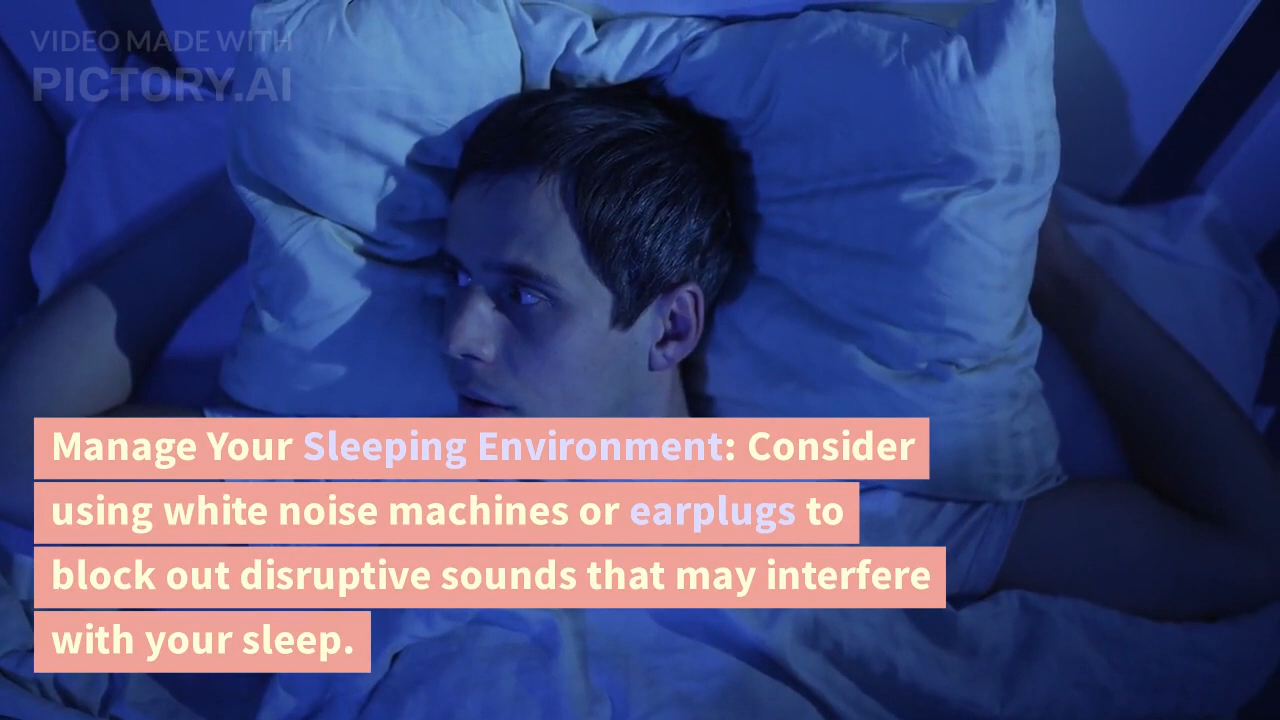 VIDEO MADE WITH
PICTORY.AI
Manage Your Sleeping Environment: Consider
using white noise machines or earplugs to
block out disruptive sounds that may interfere
with your sleep.